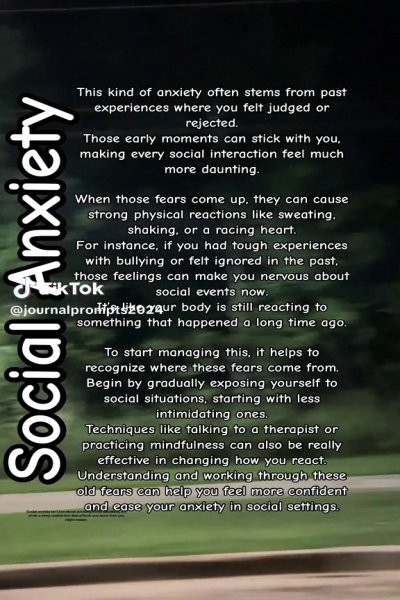 Social Anxiety
This kind of anxiety often stems from past
experiences where you felt judged or
rejected.
Those early moments can stick with you,
making every social interaction feel much
more daunting.
When those fears come up, they can cause
strong physical reactions like sweating,
shaking, or a racing heart.
For instance, if you had tough experiences
with bullying or felt ignored in the past,
those feelings can make you nervous about
social events now.
TikTok
It's like your body is still reacting to
@journalprompts2024
something that happened a long time ago.
To start managing this, it helps to
recognize where these fears come from.
Begin by gradually exposing yourself to
social situations, starting with less
intimidating ones.
Techniques like talking to a therapist or
practicing mindfulness can also be really
effective in changing how you react.
Understanding and working through these
old fears can help you feel more confident
and ease your anxiety in social settings.